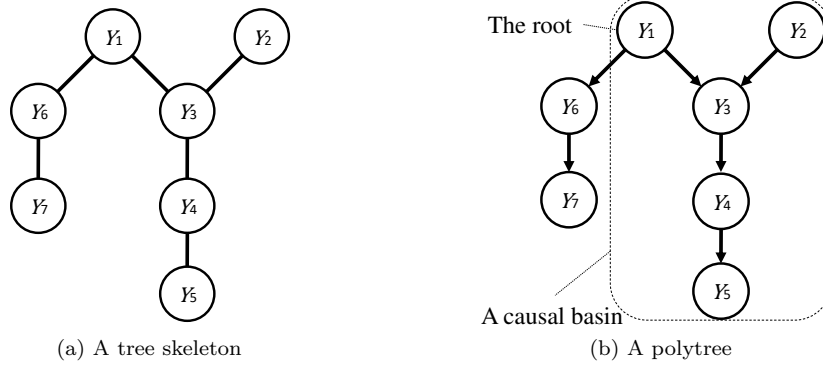 Y1 Y2
Y6 Y3
Y7 Y4
Y5
(a) A tree skeleton
The root Y1 Y2
Y6 Y3
Y7 Y4
Y5
A causal basin
(b) A polytree